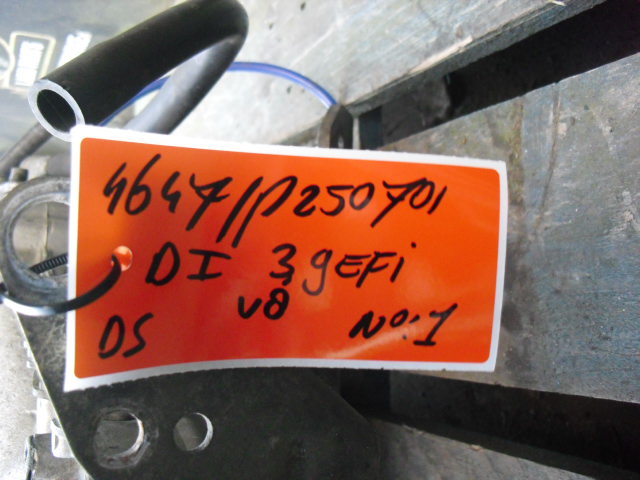 4647//P250701
DI 3,9EFi
V8
DS No:1